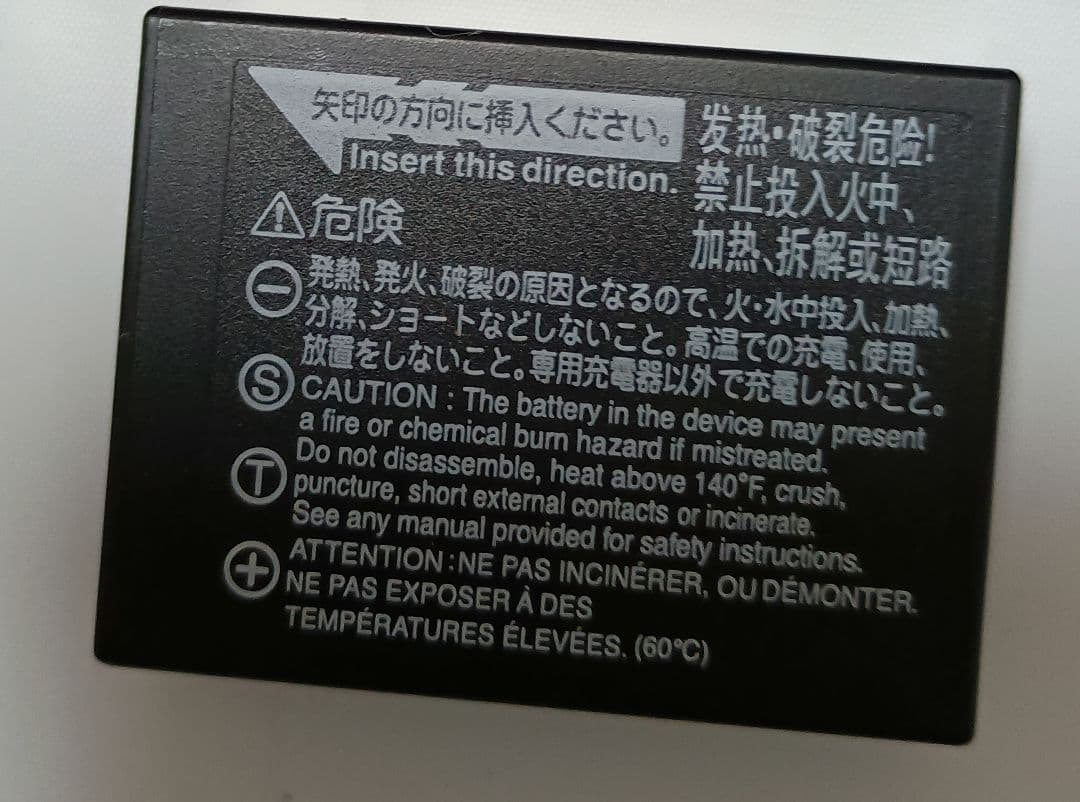 矢印の方向に挿入ください。
Insert this direction.
发热·破裂危险!
禁止投入火中、
加热、拆解或短路
⚠危険
発熱、発火、破裂の原因となるので、火・水中投入、加熱、
分解、ショートなどしないこと。高温での充電、使用、
放置をしないこと。専用充電器以外で充電しないこと。
CAUTION : The battery in the device may present
a fire or chemical burn hazard if mistreated.
Do not disassemble, heat above 140°F, crush,
puncture, short external contacts or incinerate.
See any manual provided for safety instructions.
ATTENTION : NE PAS INCINÉRER, OU DÉMONTER.
NE PAS EXPOSER À DES
TEMPÉRATURES ÉLEVÉES. (60℃)
−
S
T
+